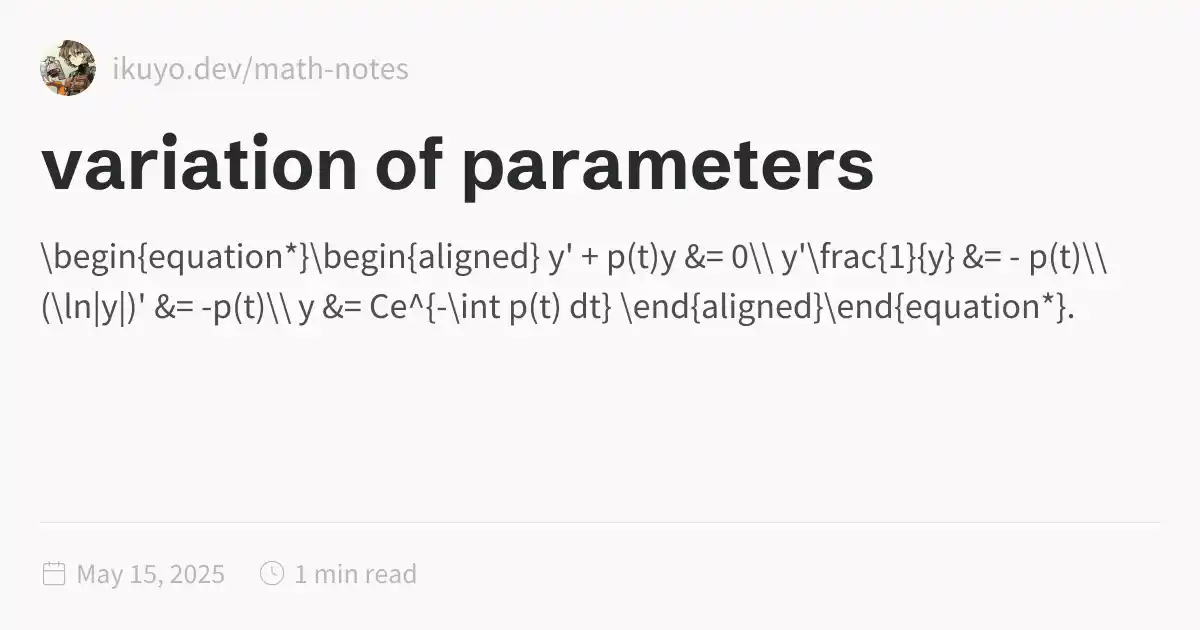 ikuyo.dev/math-notes
variation of parameters
\begin{equation*}\begin{aligned} y' + p(t)y &= 0\\ y'\frac{1}{y} &= - p(t)\\
(\ln|y|)' &= -p(t)\\ y &= Ce^{-\int p(t) dt} \end{aligned}\end{equation*}.
May 15, 2025
1 min read